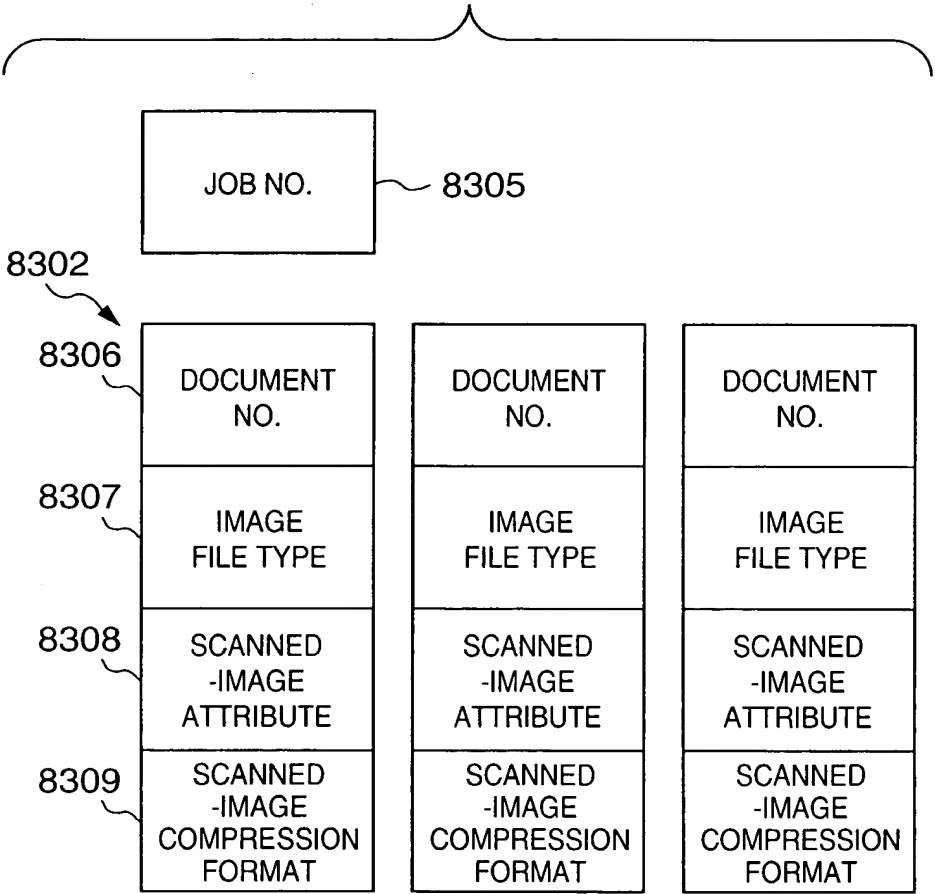 JOB NO.
8305
8302
8306
DOCUMENT
NO.
DOCUMENT
NO.
DOCUMENT
NO.
8307
IMAGE
FILE TYPE
IMAGE
FILE TYPE
IMAGE
FILE TYPE
8308
SCANNED
-IMAGE
ATTRIBUTE
SCANNED
-IMAGE
ATTRIBUTE
SCANNED
-IMAGE
ATTRIBUTE
8309
SCANNED
-IMAGE
COMPRESSION
FORMAT
SCANNED
-IMAGE
COMPRESSION
FORMAT
SCANNED
-IMAGE
COMPRESSION
FORMAT